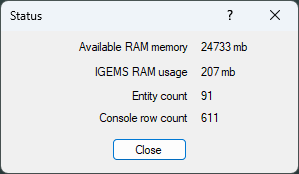 Status ?
Available RAM memory 24733 mb
IGEMS RAM usage 207 mb
Entity count 91
Console row count 611
Close